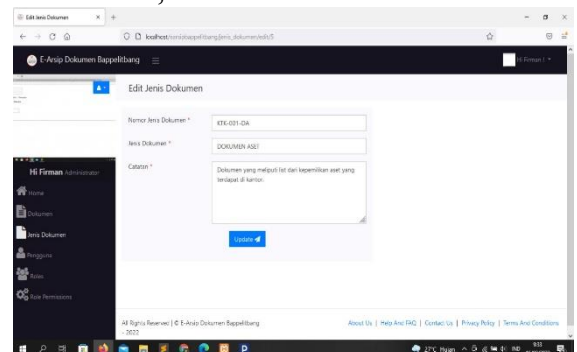 Edit Jenis Dokumen
E-Arsip Dokumen Bappelitbang
Hi Firman !
Edit Jenis Dokumen
Nomor Jenis Dokumen *
KTK-001-DA
Jenis Dokumen *
DOKUMEN ASET
Catatan *
Dokumen yang meliputi list dari kepemilikan aset yang
terdapat di kantor.
Update
Hi Firman Administrator
Home
Dokumen
Jenis Dokumen
Pengguna
Roles
Role Permissions
All Rights Reserved | © E-Arsip Dokumen Bappelitbang
- 2022
About Us | Help And FAQ | Contact Us | Privacy Policy | Terms And Conditions
27°C Hujan
IND